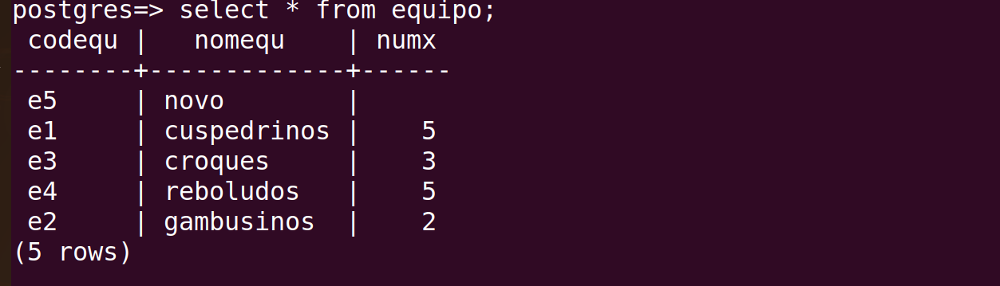 postgres=> select * from equipo;
 codequ |   nomequ    | numx
--------+-------------+------
 e5     | novo        |
 e1     | cuspedrinos |    5
 e3     | croques     |    3
 e4     | reboludos   |    5
 e2     | gambusinos  |    2
(5 rows)